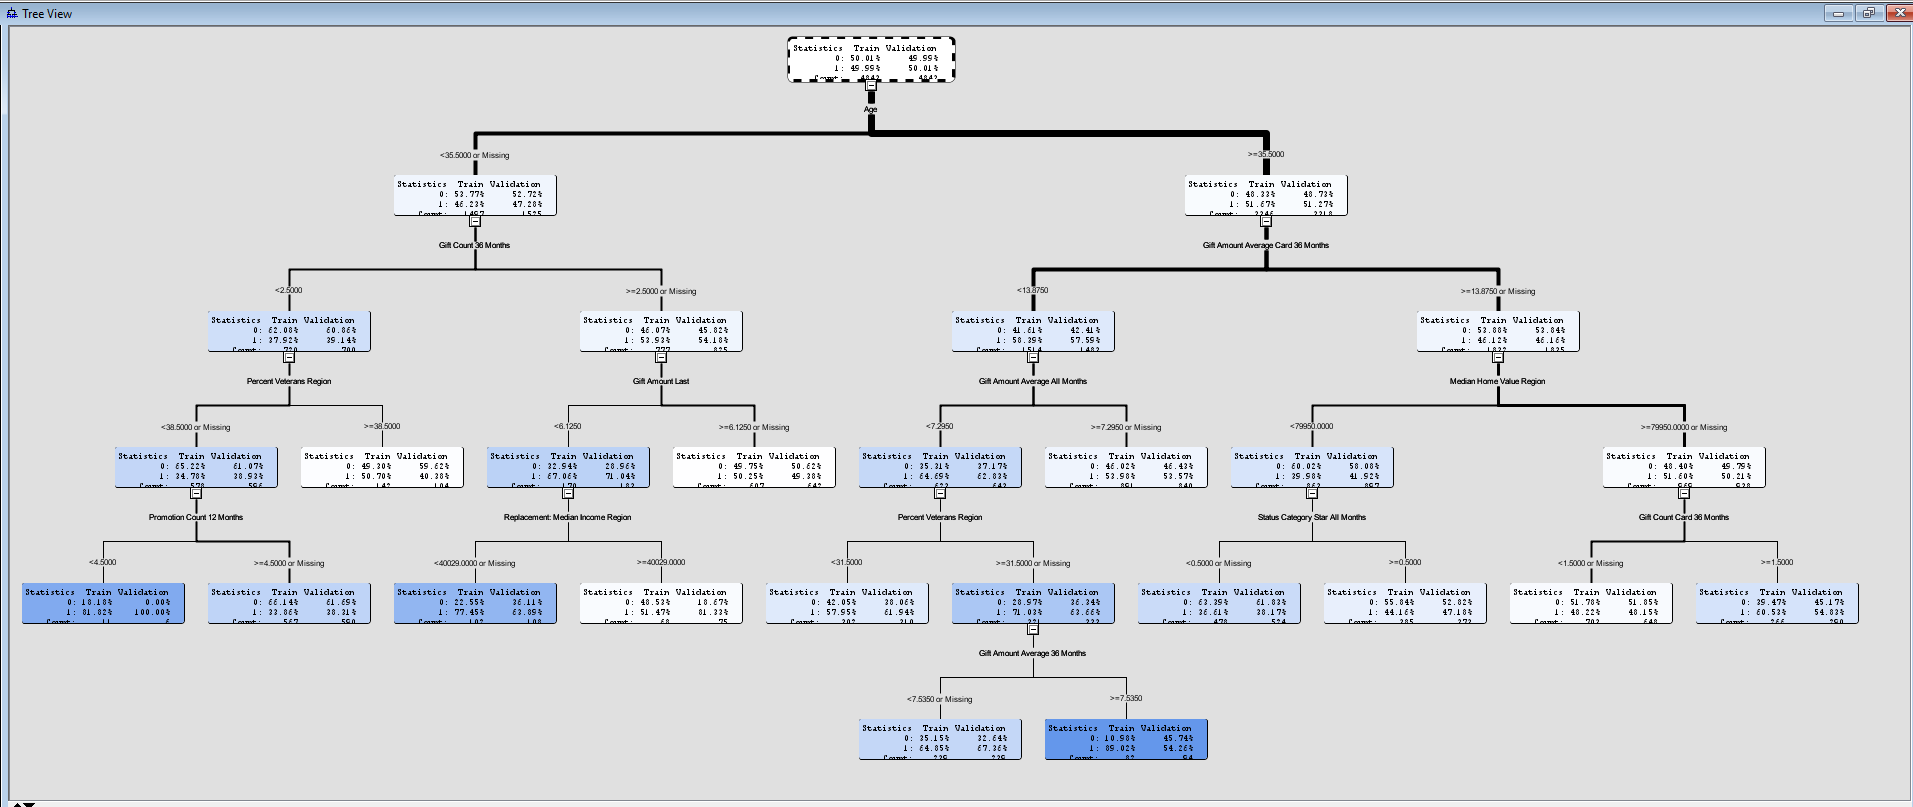 Tree View
Statistics Train Validation
0: 50.01% 49.99%
1: 49.99% 50.01%
Count: 4843 4843
Age
<35.5000 or Missing
>=35.5000
Statistics Train Validation
0: 53.77% 52.72%
1: 46.23% 47.28%
Count: 1497 1525
Statistics Train Validation
0: 48.33% 48.73%
1: 51.67% 51.27%
Count: 3346 3318
Gift Count 36 Months
Gift Amount Average Card 36 Months
<2.5000
>=2.5000 or Missing
<13.8750
>=13.8750 or Missing
Statistics Train Validation
0: 62.08% 60.86%
1: 37.92% 39.14%
Count: 720 700
Statistics Train Validation
0: 46.07% 45.82%
1: 53.93% 54.18%
Count: 777 825
Statistics Train Validation
0: 41.61% 42.41%
1: 58.39% 57.59%
Count: 1514 1483
Statistics Train Validation
0: 53.88% 53.84%
1: 46.12% 46.16%
Count: 1832 1835
Percent Veterans Region
Gift Amount Last
Gift Amount Average All Months
Median Home Value Region
<38.5000 or Missing
>=38.5000
<6.1250
>=6.1250 or Missing
<7.2950
>=7.2950 or Missing
<79950.0000
>=79950.0000 or Missing
Statistics Train Validation
0: 65.22% 61.07%
1: 34.78% 38.93%
Count: 578 596
Statistics Train Validation
0: 49.30% 59.62%
1: 50.70% 40.38%
Count: 142 104
Statistics Train Validation
0: 32.94% 28.96%
1: 67.06% 71.04%
Count: 170 183
Statistics Train Validation
0: 49.75% 50.62%
1: 50.25% 49.38%
Count: 607 642
Statistics Train Validation
0: 35.31% 37.17%
1: 64.69% 62.83%
Count: 623 643
Statistics Train Validation
0: 46.02% 46.43%
1: 53.98% 53.57%
Count: 891 840
Statistics Train Validation
0: 60.02% 58.08%
1: 39.98% 41.92%
Count: 863 897
Statistics Train Validation
0: 48.40% 49.79%
1: 51.60% 50.21%
Count: 969 938
Promotion Count 12 Months
Replacement: Median Income Region
Percent Veterans Region
Status Category Star All Months
Gift Count Card 36 Months
<4.5000
>=4.5000 or Missing
<40029.0000 or Missing
>=40029.0000
<31.5000
>=31.5000 or Missing
<0.5000 or Missing
>=0.5000
<1.5000 or Missing
>=1.5000
Statistics Train Validation
0: 18.18% 0.00%
1: 81.82% 100.00%
Count: 11 6
Statistics Train Validation
0: 66.14% 61.69%
1: 33.86% 38.31%
Count: 567 590
Statistics Train Validation
0: 22.55% 36.11%
1: 77.45% 63.89%
Count: 102 108
Statistics Train Validation
0: 48.53% 18.67%
1: 51.47% 81.33%
Count: 68 75
Statistics Train Validation
0: 42.05% 38.06%
1: 57.95% 61.94%
Count: 302 310
Statistics Train Validation
0: 28.97% 36.34%
1: 71.03% 63.66%
Count: 321 333
Statistics Train Validation
0: 63.39% 61.83%
1: 36.61% 38.17%
Count: 478 524
Statistics Train Validation
0: 55.84% 52.82%
1: 44.16% 47.18%
Count: 385 373
Statistics Train Validation
0: 51.78% 51.85%
1: 48.22% 48.15%
Count: 703 648
Statistics Train Validation
0: 39.47% 45.17%
1: 60.53% 54.83%
Count: 266 290
Gift Amount Average 36 Months
<7.5350 or Missing
>=7.5350
Statistics Train Validation
0: 35.15% 32.64%
1: 64.85% 67.36%
Count: 239 239
Statistics Train Validation
0: 10.98% 45.74%
1: 89.02% 54.26%
Count: 82 94